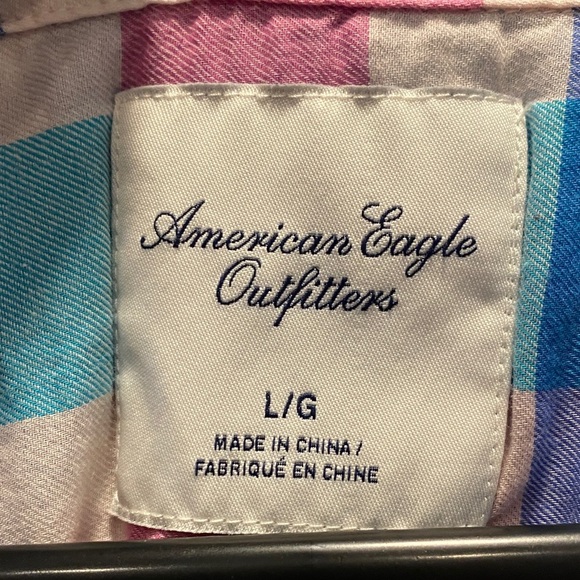 American Eagle
Outfitters
L/G
MADE IN CHINA /
FABRIQUÉ EN CHINE